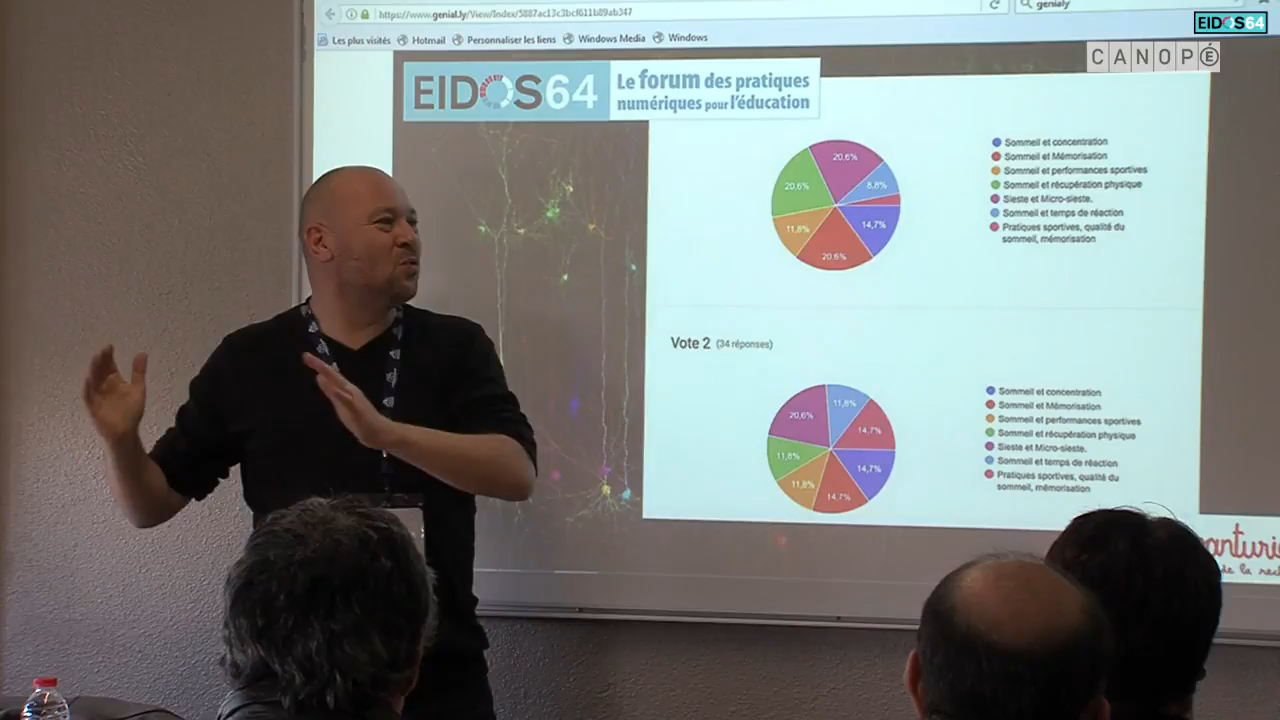 https://www.genial.ly/View/Index/5887ac13c3bcf611b89ab347
genialy
EIDOS64
CANOPÉ
Les plus visités
Hotmail
Personnaliser les liens
Windows Media
Windows
EIDOS64
Le forum des pratiques
numériques pour l'éducation
20,6%
8,8%
14,7%
20,6%
11,8%
20,6%
Sommeil et concentration
Sommeil et Mémorisation
Sommeil et performances sportives
Sommeil et récupération physique
Sieste et Micro-sieste.
Sommeil et temps de réaction
Pratiques sportives, qualité du
sommeil, mémorisation
Vote 2 (34 réponses)
11,8%
14,7%
14,7%
14,7%
11,8%
11,8%
20,6%
Sommeil et concentration
Sommeil et Mémorisation
Sommeil et performances sportives
Sommeil et récupération physique
Sieste et Micro-sieste.
Sommeil et temps de réaction
Pratiques sportives, qualité du
sommeil, mémorisation
de la